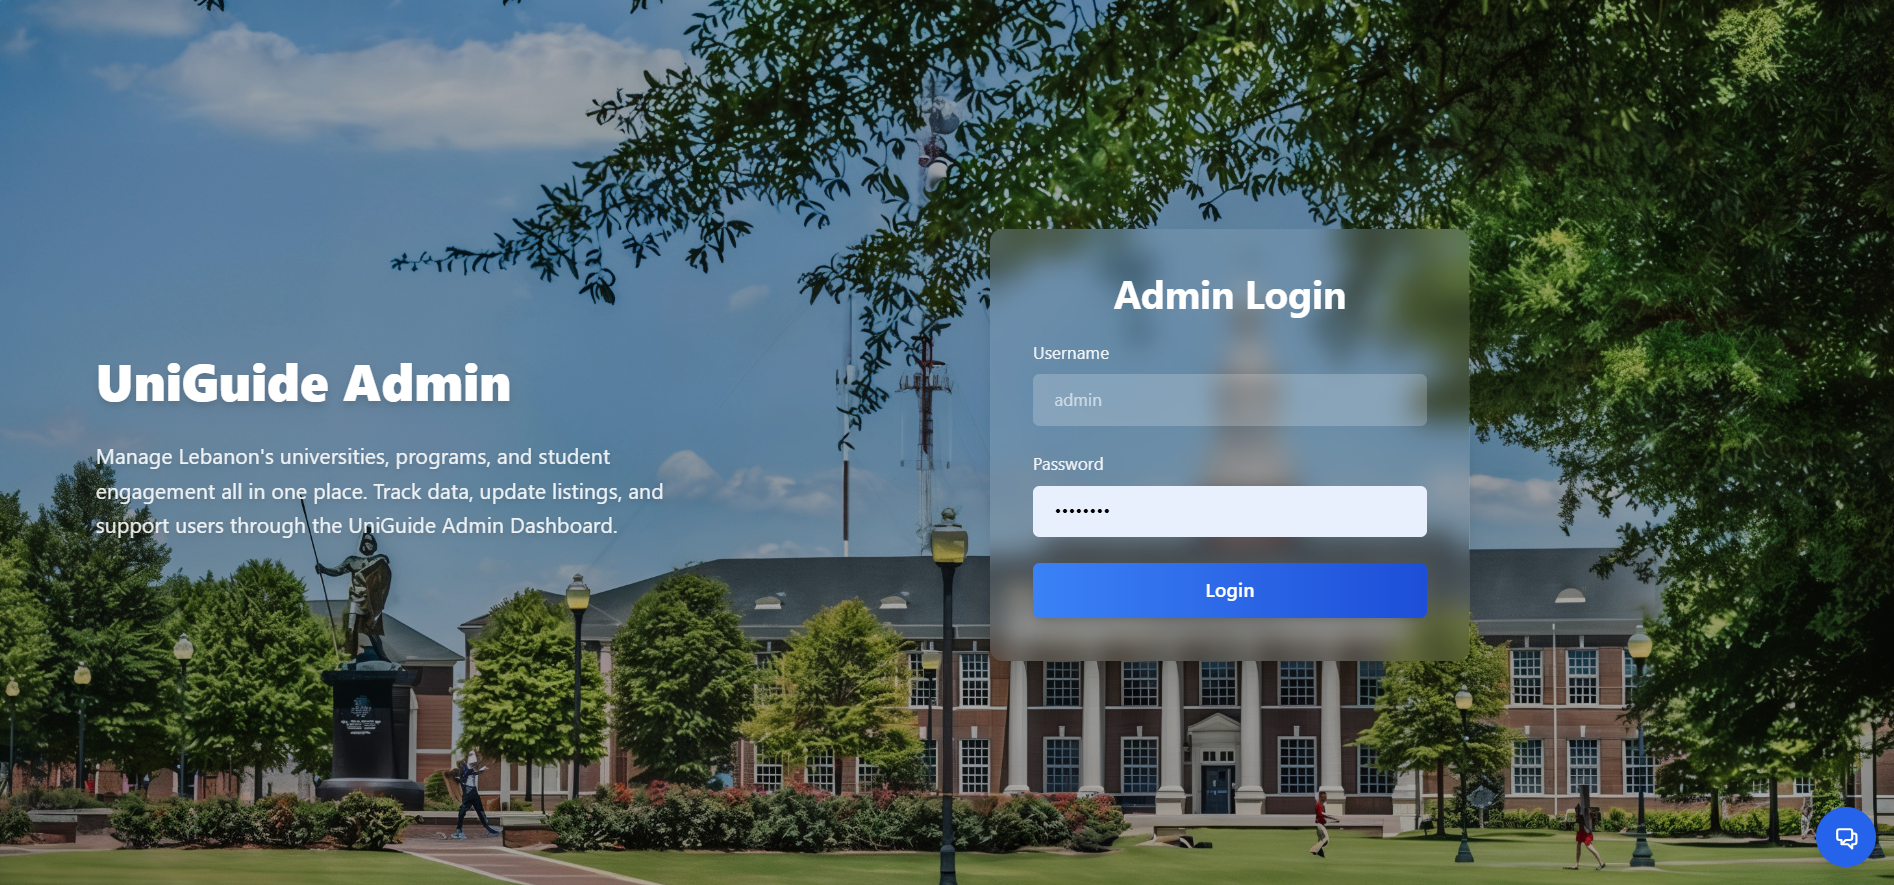 UniGuide Admin
Manage Lebanon's universities, programs, and student
engagement all in one place. Track data, update listings, and
support users through the UniGuide Admin Dashboard.
Admin Login
Username
admin
Password
••••••••
Login